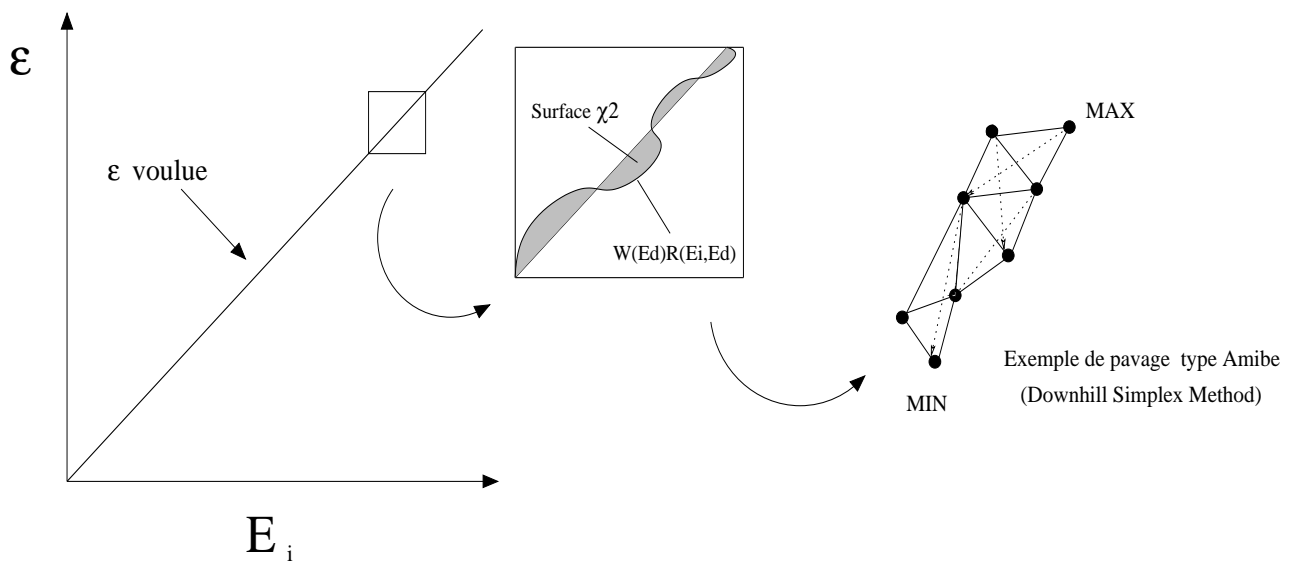 ε
ε voulue
E i
Surface χ2
W(Ed)R(Ei,Ed)
MAX
MIN
Exemple de pavage type Amibe
(Downhill Simplex Method)